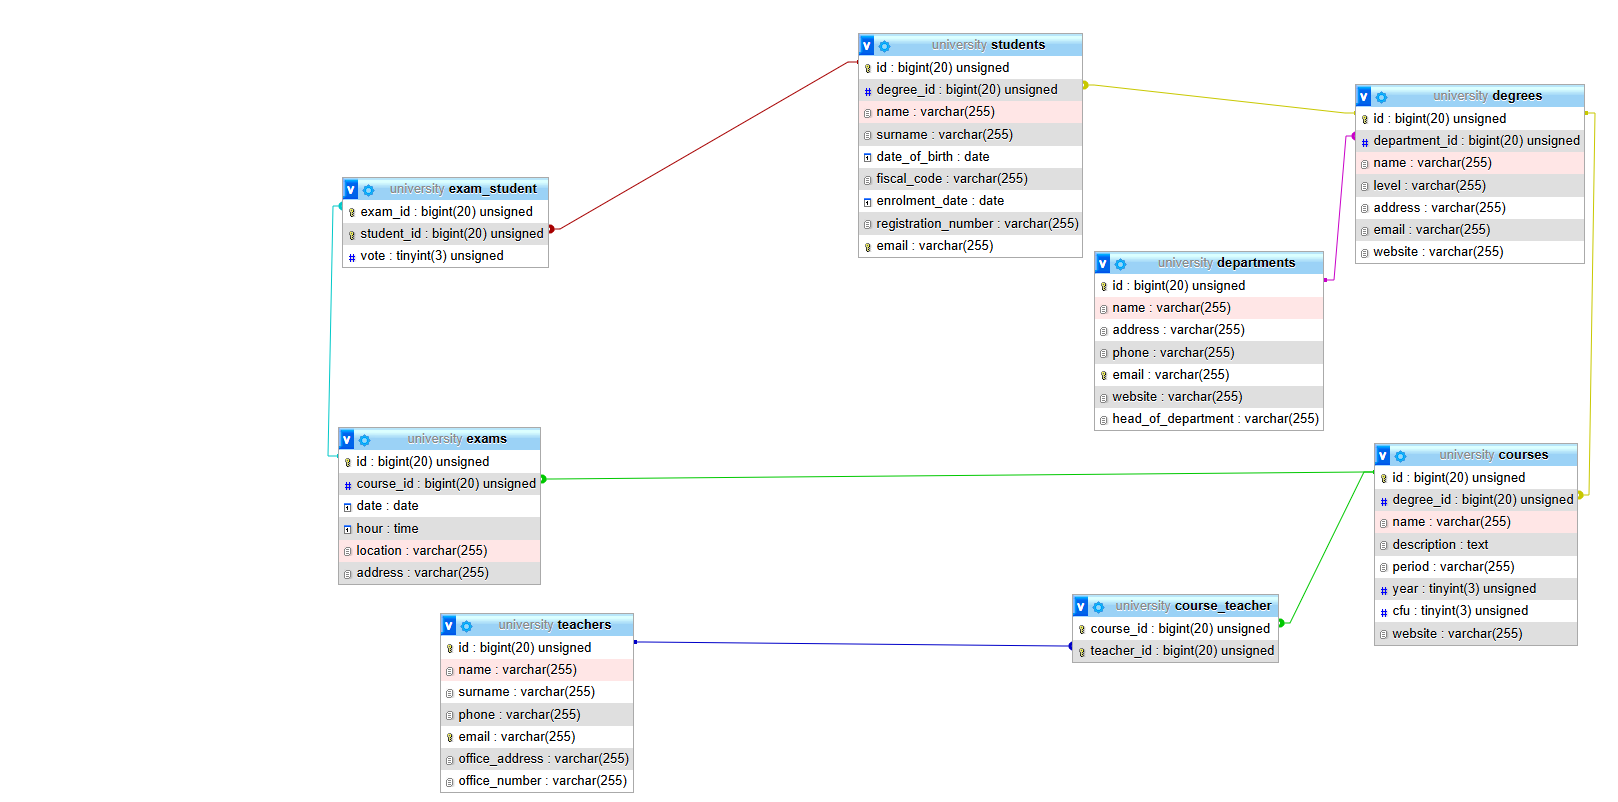 university students
id : bigint(20) unsigned
degree_id : bigint(20) unsigned
name : varchar(255)
surname : varchar(255)
date_of_birth : date
fiscal_code : varchar(255)
enrolment_date : date
registration_number : varchar(255)
email : varchar(255)
university degrees
id : bigint(20) unsigned
department_id : bigint(20) unsigned
name : varchar(255)
level : varchar(255)
address : varchar(255)
email : varchar(255)
website : varchar(255)
university exam_student
exam_id : bigint(20) unsigned
student_id : bigint(20) unsigned
vote : tinyint(3) unsigned
university departments
id : bigint(20) unsigned
name : varchar(255)
address : varchar(255)
phone : varchar(255)
email : varchar(255)
website : varchar(255)
head_of_department : varchar(255)
university exams
id : bigint(20) unsigned
course_id : bigint(20) unsigned
date : date
hour : time
location : varchar(255)
address : varchar(255)
university courses
id : bigint(20) unsigned
degree_id : bigint(20) unsigned
name : varchar(255)
description : text
period : varchar(255)
year : tinyint(3) unsigned
cfu : tinyint(3) unsigned
website : varchar(255)
university course_teacher
course_id : bigint(20) unsigned
teacher_id : bigint(20) unsigned
university teachers
id : bigint(20) unsigned
name : varchar(255)
surname : varchar(255)
phone : varchar(255)
email : varchar(255)
office_address : varchar(255)
office_number : varchar(255)